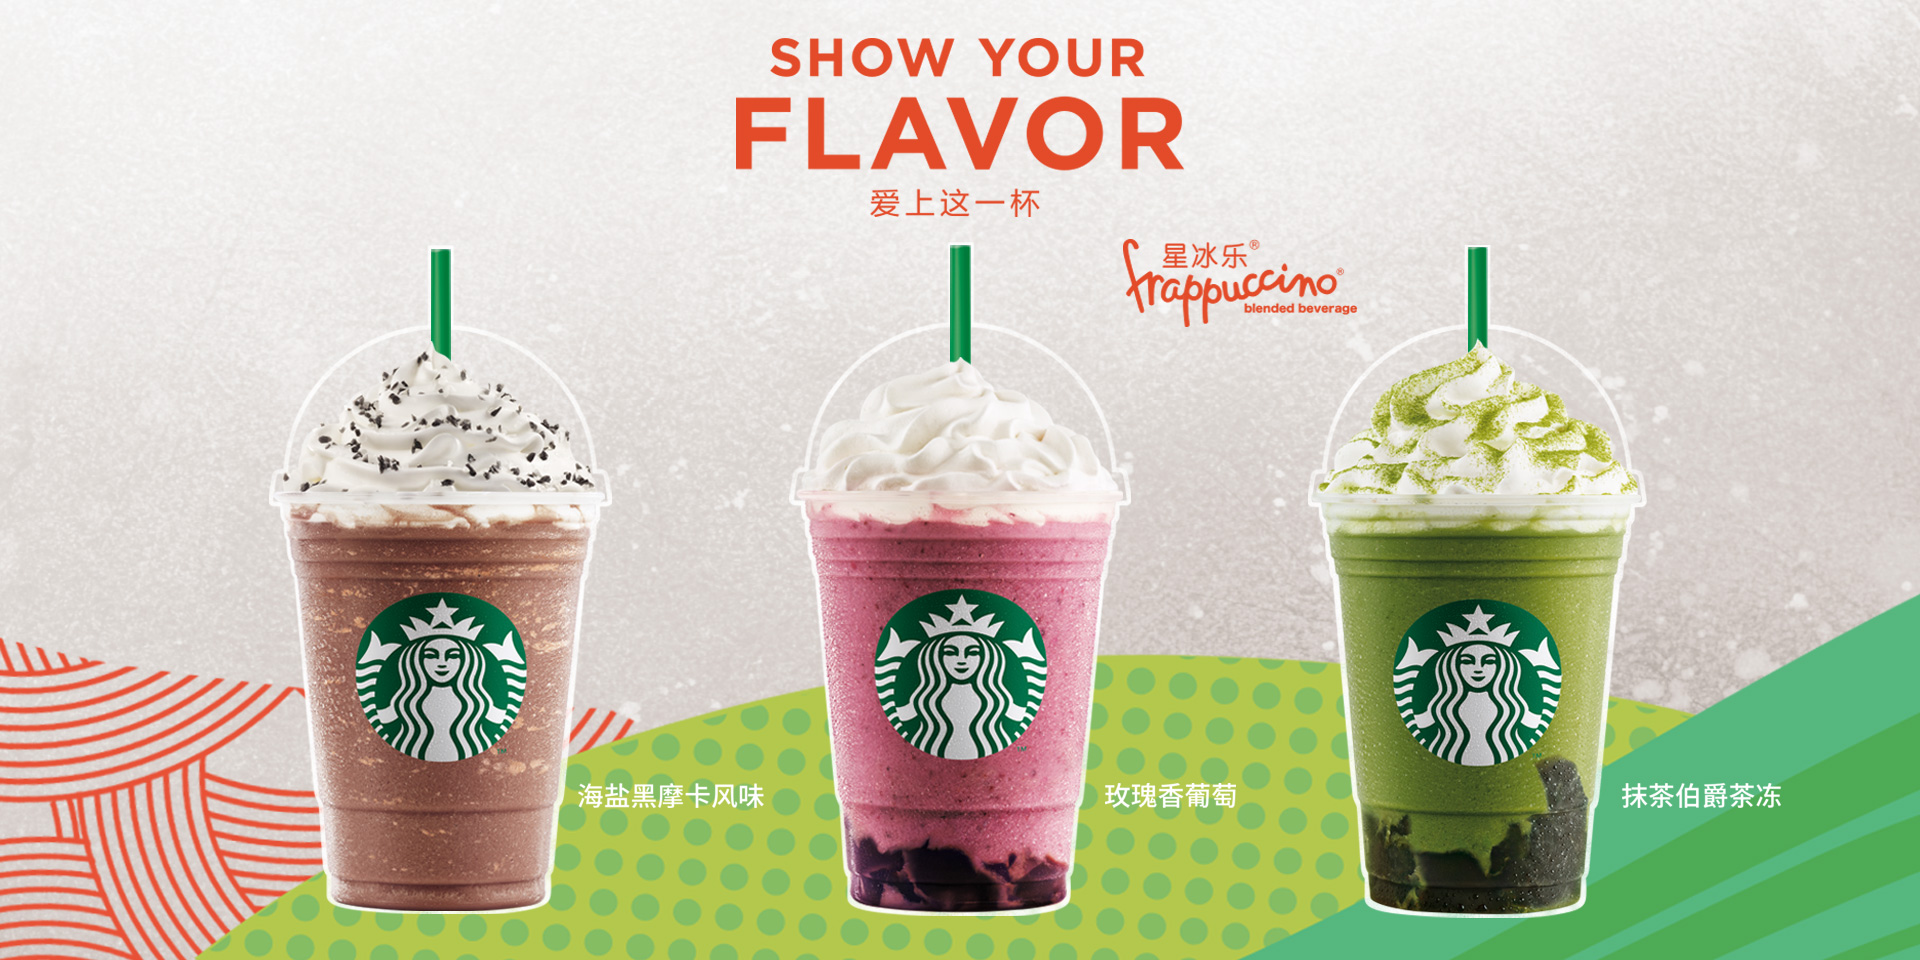 SHOW YOUR
FLAVOR
爱上这一杯
星冰乐®
frappuccino®
blended beverage
海盐黑摩卡风味
玫瑰香葡萄
抹茶伯爵茶冻